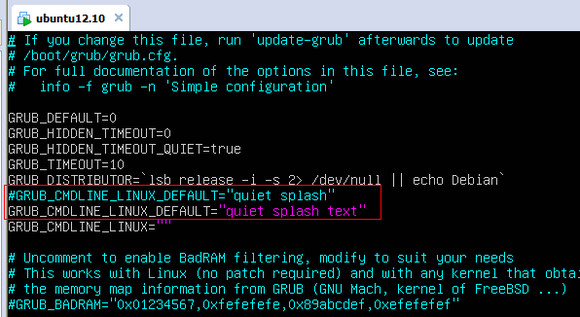 ubuntu12.10
# If you change this file, run 'update-grub' afterwards to update
# /boot/grub/grub.cfg.
# For full documentation of the options in this file, see:
#   info -f grub -n 'Simple configuration'
GRUB_DEFAULT=0
GRUB_HIDDEN_TIMEOUT=0
GRUB_HIDDEN_TIMEOUT_QUIET=true
GRUB_TIMEOUT=10
GRUB_DISTRIBUTOR=`lsb_release -i -s 2> /dev/null || echo Debian`
#GRUB_CMDLINE_LINUX_DEFAULT="quiet splash"
GRUB_CMDLINE_LINUX_DEFAULT="quiet splash text"
GRUB_CMDLINE_LINUX=""
# Uncomment to enable BadRAM filtering, modify to suit your needs
# This works with Linux (no patch required) and with any kernel that obtai
# the memory map information from GRUB (GNU Mach, kernel of FreeBSD ...)
#GRUB_BADRAM="0x01234567,0xfefefefe,0x89abcdef,0xefefefef"